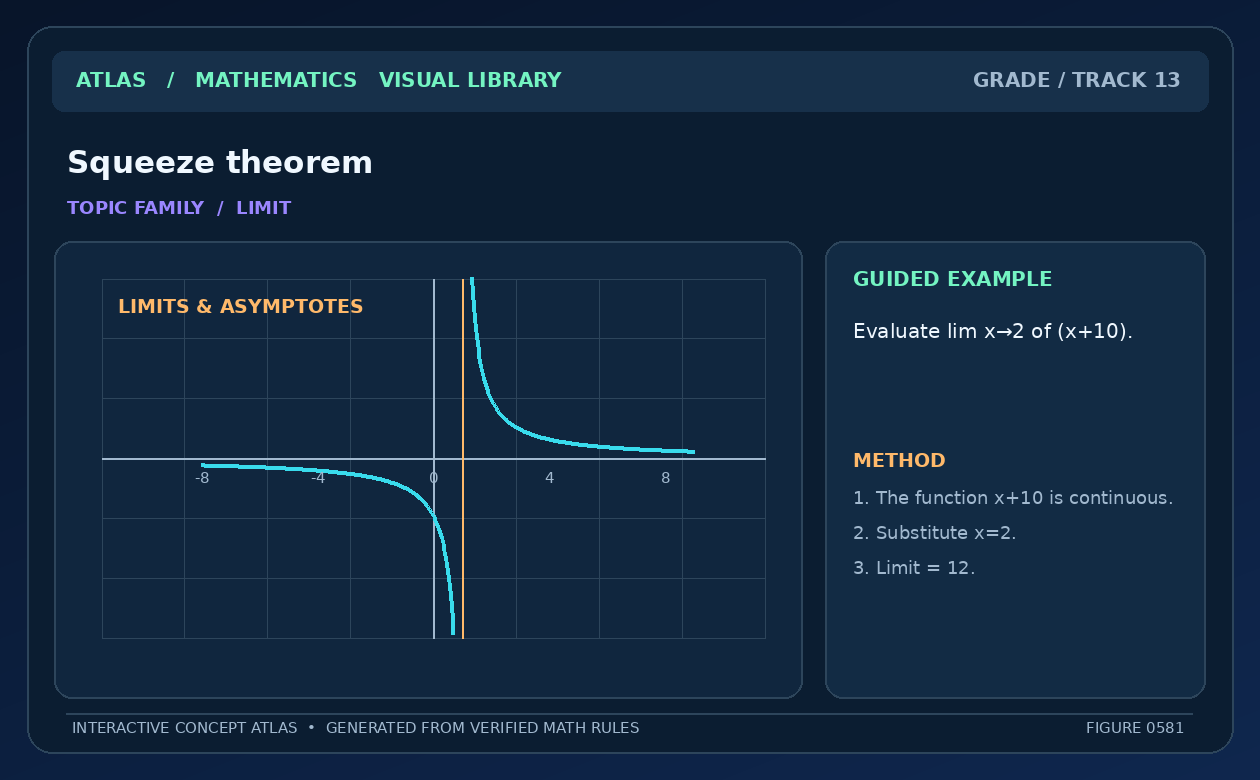 ATLAS / MATHEMATICS VISUAL LIBRARY
GRADE / TRACK 13
Squeeze theorem
TOPIC FAMILY / LIMIT
LIMITS & ASYMPTOTES
-8 -4 0 4 8
GUIDED EXAMPLE
Evaluate lim x→2 of (x+10).
METHOD
1. The function x+10 is continuous.
2. Substitute x=2.
3. Limit = 12.
INTERACTIVE CONCEPT ATLAS • GENERATED FROM VERIFIED MATH RULES
FIGURE 0581